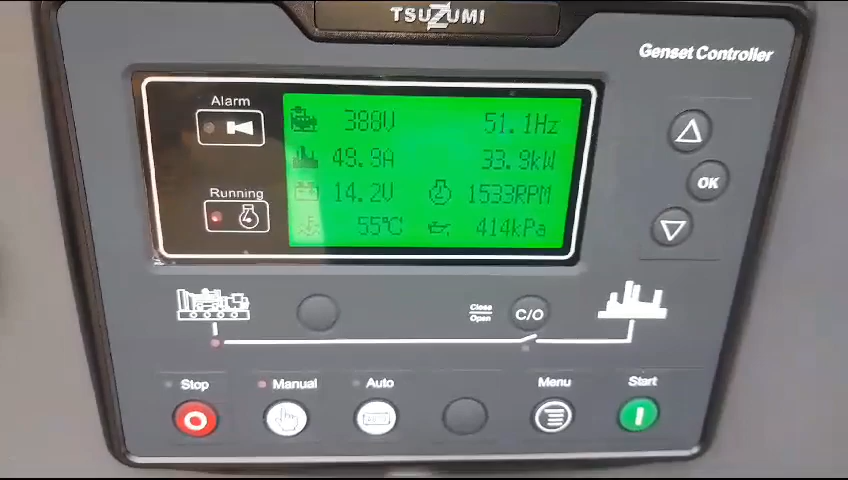 TSUZUMI
Genset Controller
Alarm
388V 51.1Hz
49.9A 33.9kW
Running
14.2V 1533RPM
55℃ 414kPa
OK
Close
Open
C/O
Stop
Manual
Auto
Menu
Start